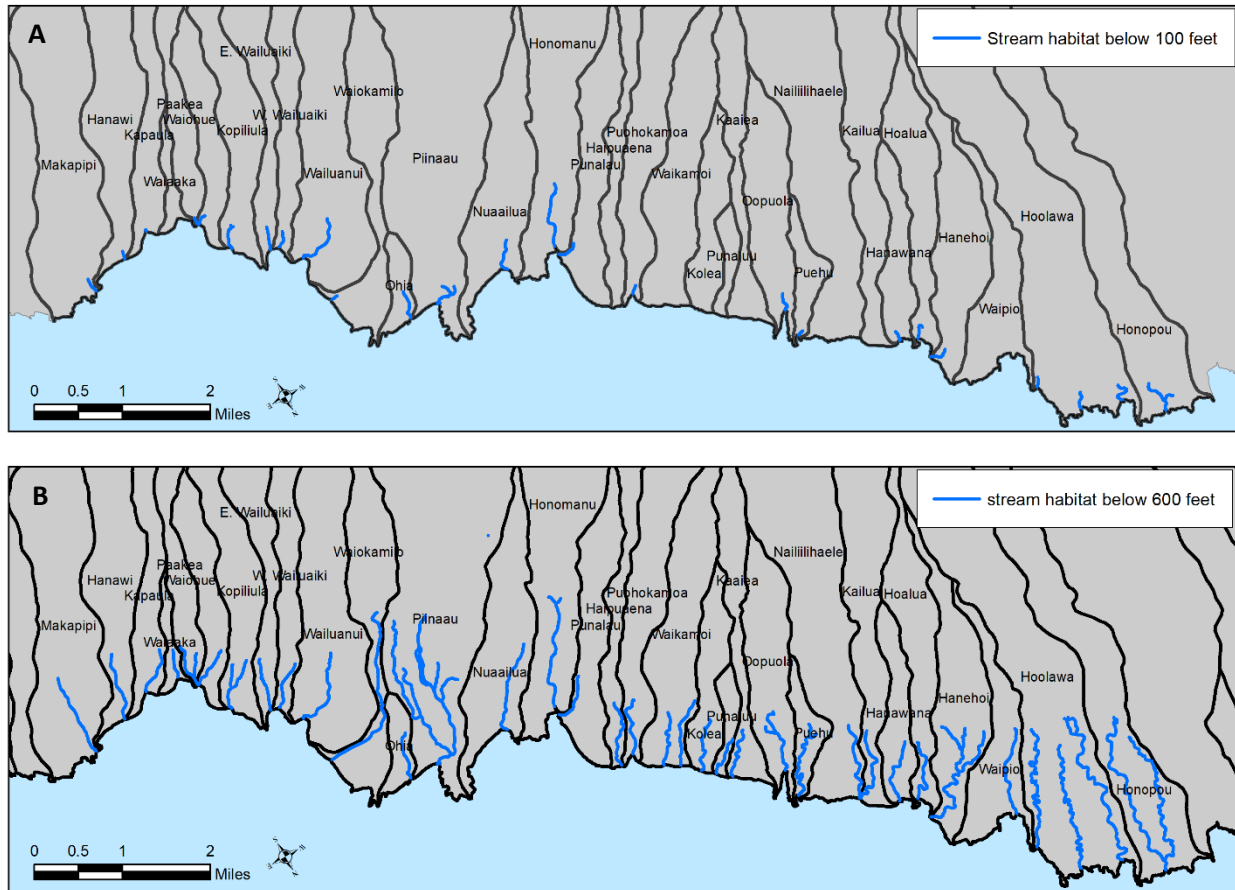 A
Stream habitat below 100 feet
Honomanu
E. Wailuaiki
Waiokamilo
Nailiilihaele
Paakea
Hanawi
Waiohue
W. Wailuaiki
Kaaiea
Kapaula
Kopiliula
Puohokamoa
Kailua
Hoalua
Haipuaena
Makapipi
Piinaau
Punalau
Waikamoi
Waiaaka
Wailuanui
Nuaailua
Oopuola
Hoolawa
Hanehoi
Punaluu
Hanawana
Kolea
Puehu
Ohia
Waipio
Honopou
0 0.5 1 2
Miles
B
stream habitat below 600 feet
Honomanu
E. Wailuaiki
Waiokamilo
Nailiilihaele
Paakea
Hanawi
Waiohue
W. Wailuaiki
Kaaiea
Kapaula
Kopiliula
Puohokamoa
Kailua
Hoalua
Haipuaena
Makapipi
Piinaau
Punalau
Waikamoi
Waiaaka
Wailuanui
Nuaailua
Oopuola
Hoolawa
Hanehoi
Punaluu
Hanawana
Kolea
Puehu
Ohia
Waipio
Honopou
0 0.5 1 2
Miles